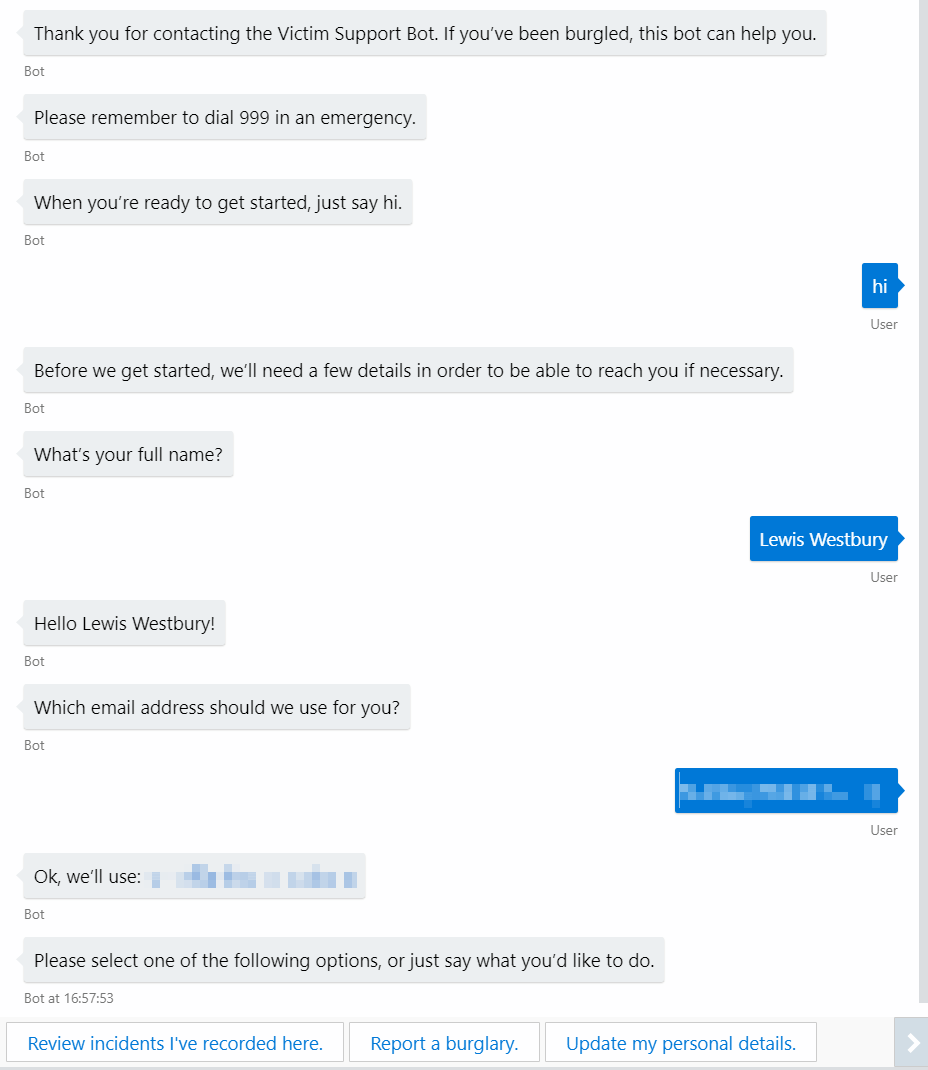 Thank you for contacting the Victim Support Bot. If you’ve been burgled, this bot can help you.
Bot
Please remember to dial 999 in an emergency.
Bot
When you’re ready to get started, just say hi.
Bot
hi
User
Before we get started, we’ll need a few details in order to be able to reach you if necessary.
Bot
What’s your full name?
Bot
Lewis Westbury
User
Hello Lewis Westbury!
Bot
Which email address should we use for you?
Bot
User
Ok, we’ll use:
Bot
Please select one of the following options, or just say what you’d like to do.
Bot at 16:57:53
Review incidents I've recorded here.
Report a burglary.
Update my personal details.